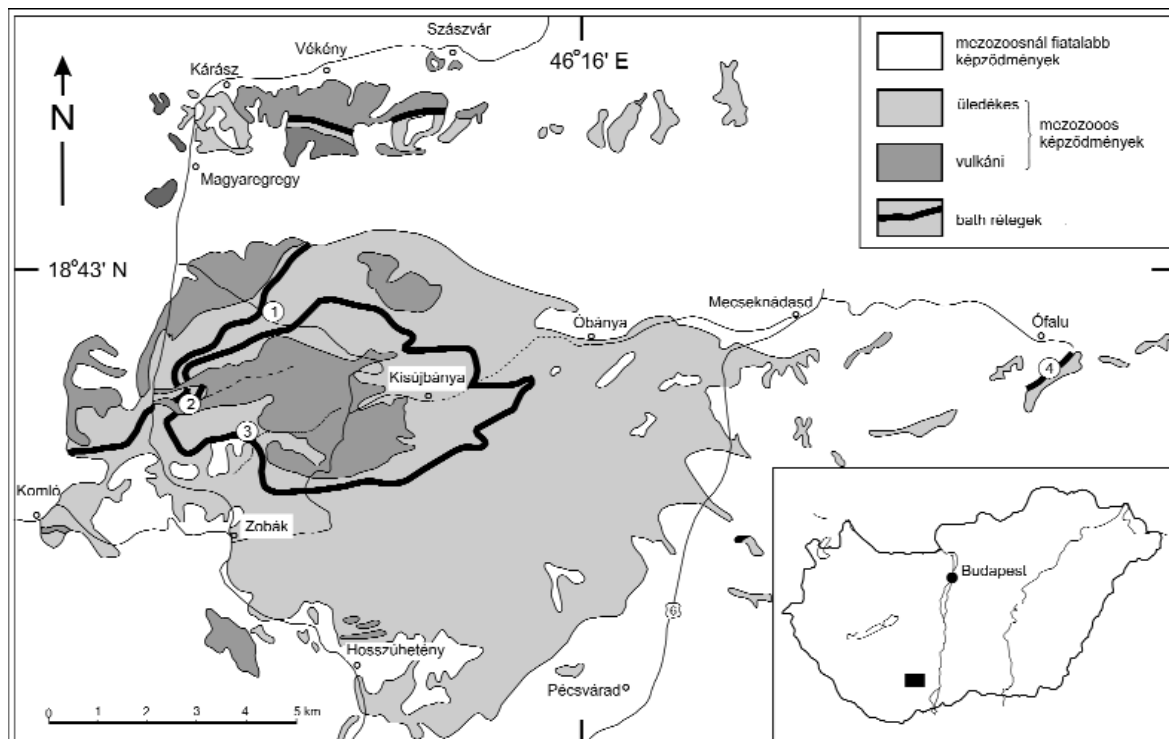 Szászvár
Vékény
Kárász
46°16' E
N
Magyaregregy
18°43' N
mezozoosnál fiatalabb
képződmények
üledékes
mezozoos
képződmények
vulkáni
bath rétegek
1
Mecseknádasd
Óbánya
Ófalu
4
Kisújbánya
2
3
Komló
Zobák
Budapest
6
Hosszúhetény
Pécsvárad
0 1 2 3 4 5 km